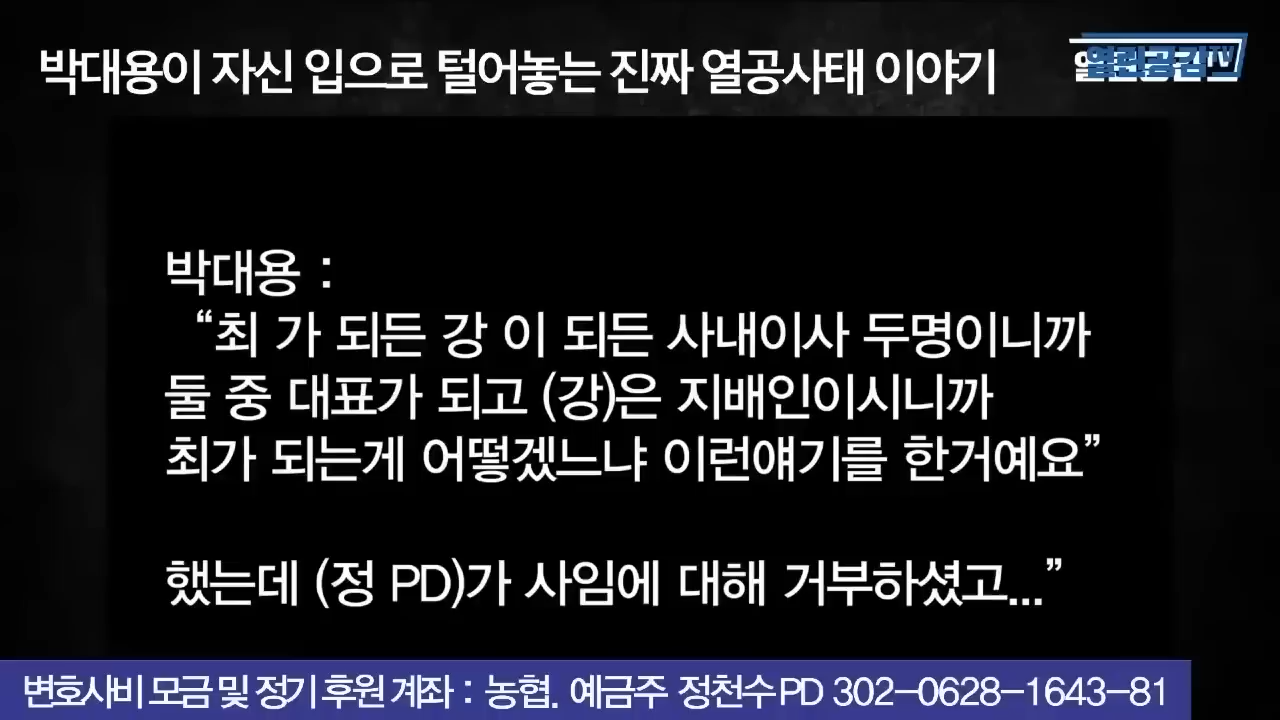 박대용이 자신 입으로 털어놓는 진짜 열공사태 이야기
열린공감TV
박대용 :
“최 가 되든 강 이 되든 사내이사 두명이니까
둘 중 대표가 되고 (강)은 지배인이시니까
최가 되는게 어떻겠느냐 이런얘기를 한거예요”
했는데 (정 PD)가 사임에 대해 거부하셨고...”
변호사비 모금 및 정기 후원 계좌 : 농협. 예금주 정천수PD 302-0628-1643-81